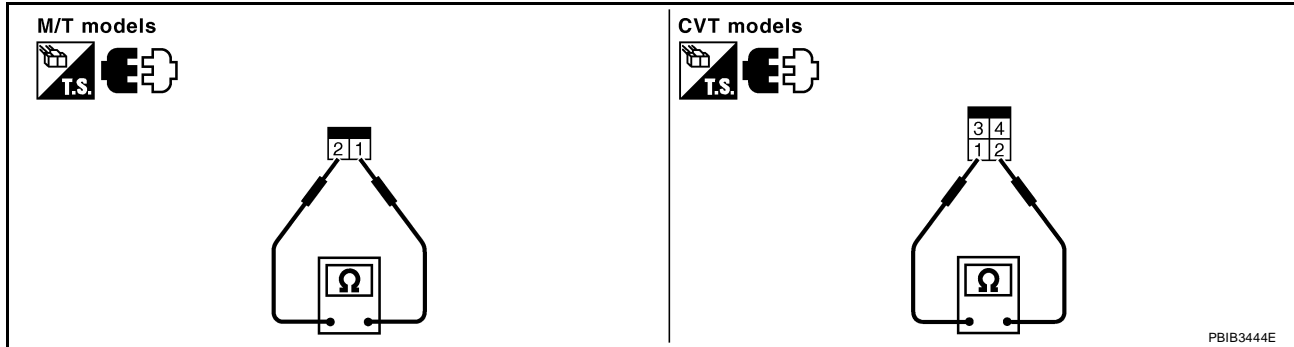 M/T models
T.S.
2 1
Ω
CVT models
T.S.
3 4
1 2
Ω
PBIB3444E